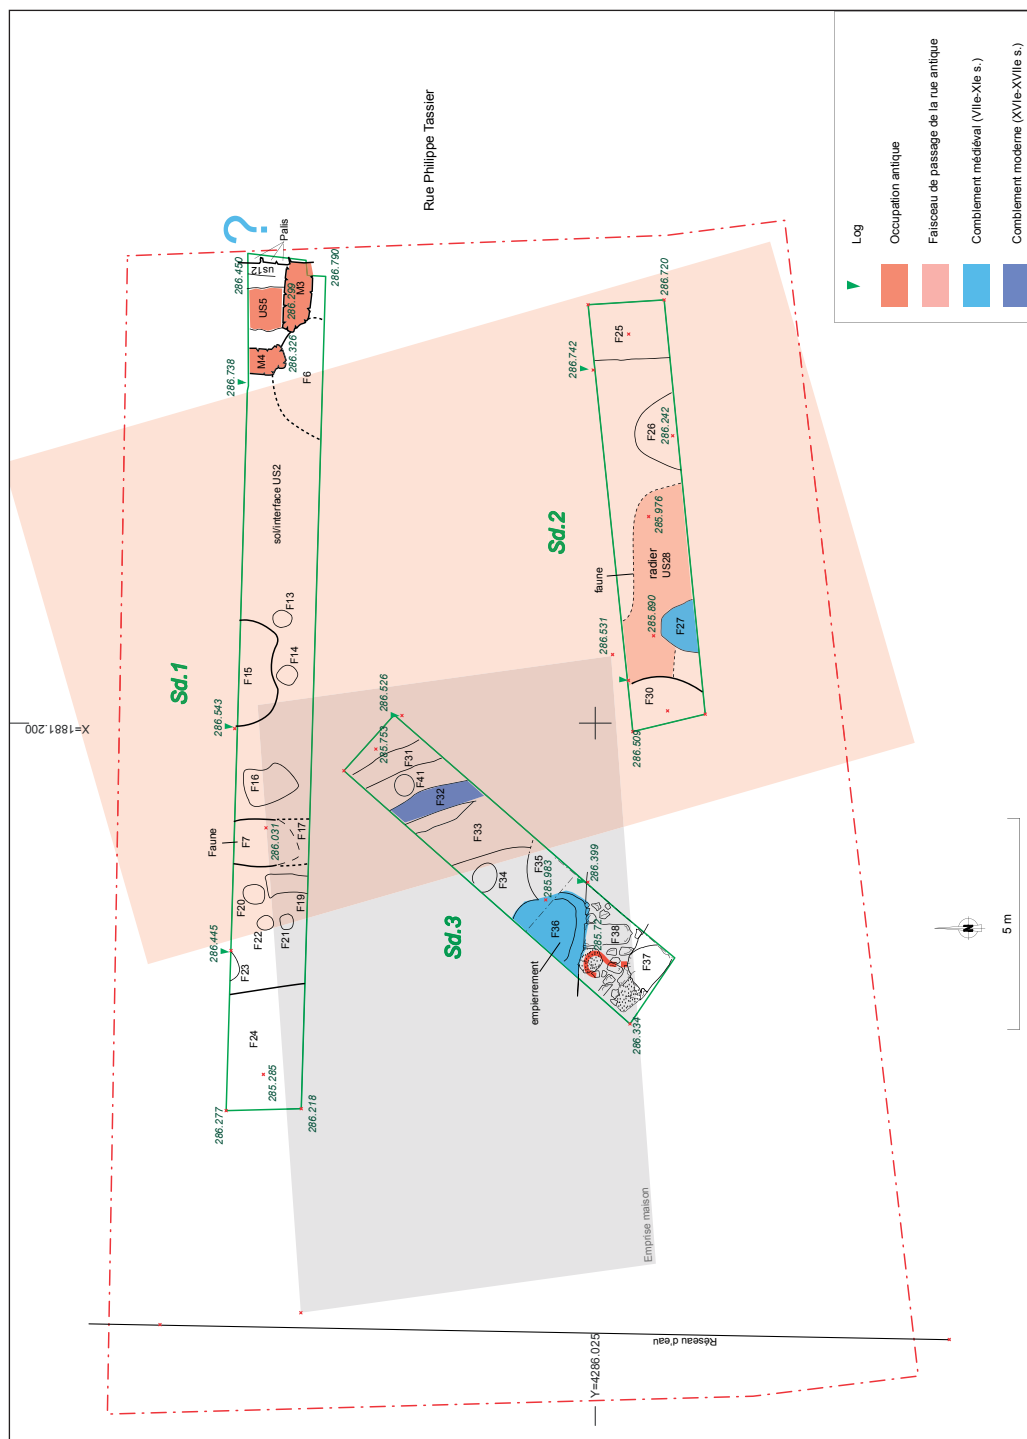 Rue Philippe Tassier
Log
Occupation antique
Faisceau de passage de la rue antique
Comblement médiéval (VIIe-XIe s.)
Comblement moderne (XVIe-XVIIe s.)
?
Palis
us12
286.450
286.790
US5
M3
286.299
M4
286.326
286.738
F6
sol/interface US2
F13
F14
F15
Sd.1
286.543
X=1881.200
F16
Faune
F7
286.031
F17
F20
F19
F22
F21
286.445
F23
F24
285.285
286.277
286.218
286.720
286.742
F25
F26
286.242
Sd.2
285.976
radier
US28
faune
285.890
F27
286.531
F30
286.509
286.526
285.753
F31
F41
F32
F33
F34
F35
285.983
286.399
Sd.3
F36
empierrement
285.72
F38
F37
?
286.334
Emprise maison
Réseau d'eau
Y=4286.025
N
5 m